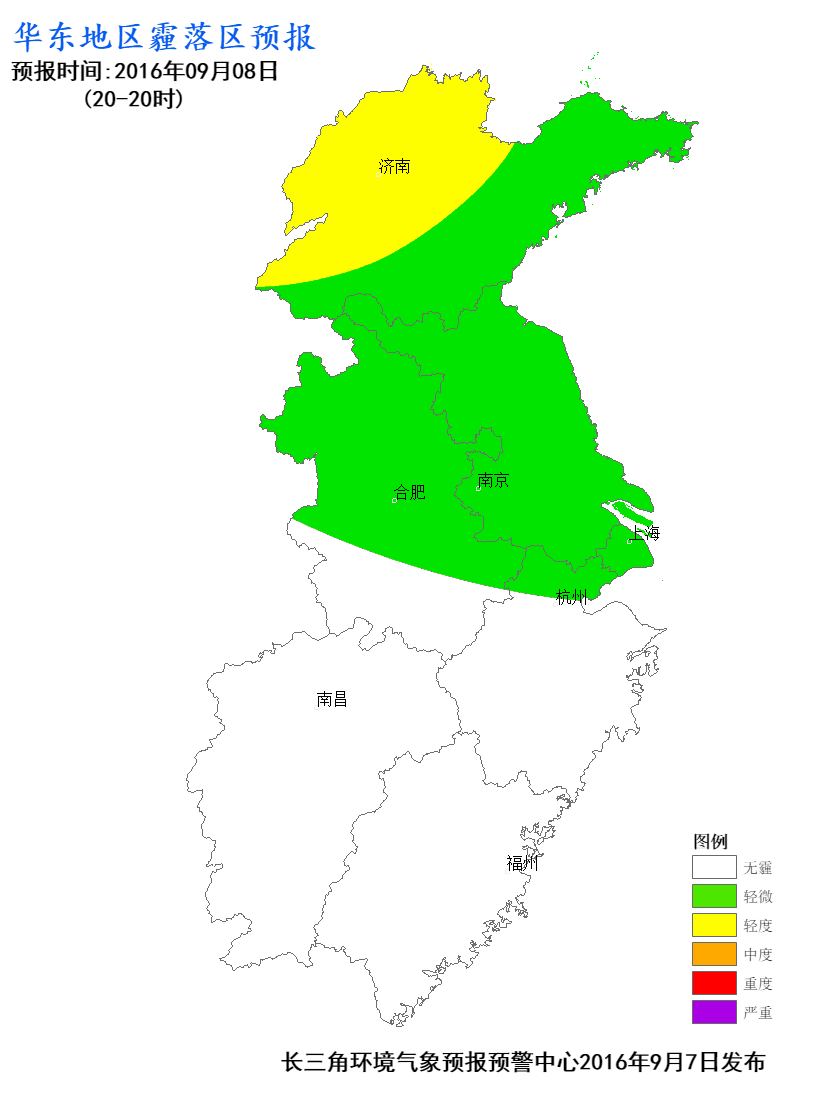 华东地区霾落区预报
预报时间:2016年09月08日
(20-20时)
济南
南京
合肥
上海
杭州
南昌
福州
图例
无霾
轻微
轻度
中度
重度
严重
长三角环境气象预报预警中心2016年9月7日发布